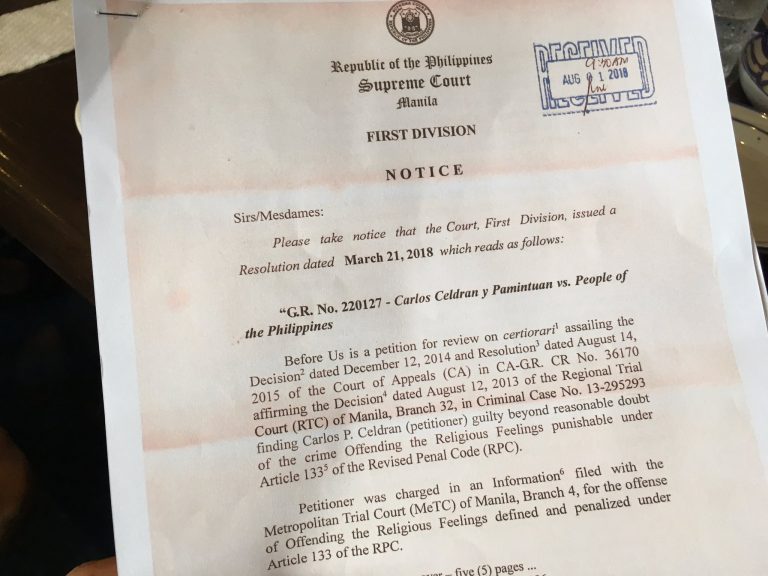 Republic of the Philippines
Supreme Court
Manila
FIRST DIVISION
NOTICE
RECEIVED
9:30AM
AUG 01 2018
RECEIVED
Sirs/Mesdames:
Please take notice that the Court, First Division, issued a
Resolution dated March 21, 2018 which reads as follows:
"G.R. No. 220127 - Carlos Celdran y Pamintuan vs. People of
the Philippines
Before Us is a petition for review on certiorari¹ assailing the
Decision² dated December 12, 2014 and Resolution³ dated August 14,
2015 of the Court of Appeals (CA) in CA-GR. CR No. 36170
affirming the Decision⁴ dated August 12, 2013 of the Regional Trial
Court (RTC) of Manila, Branch 32, in Criminal Case No. 13-295293
finding Carlos P. Celdran (petitioner) guilty beyond reasonable doubt
of the crime Offending the Religious Feelings punishable under
Article 133⁵ of the Revised Penal Code (RPC).
Petitioner was charged in an Information⁶ filed with the
Metropolitan Trial Court (MeTC) of Manila, Branch 4, for the offense
of Offending the Religious Feelings defined and penalized under
Article 133 of the RPC.
– five (5) pages ...